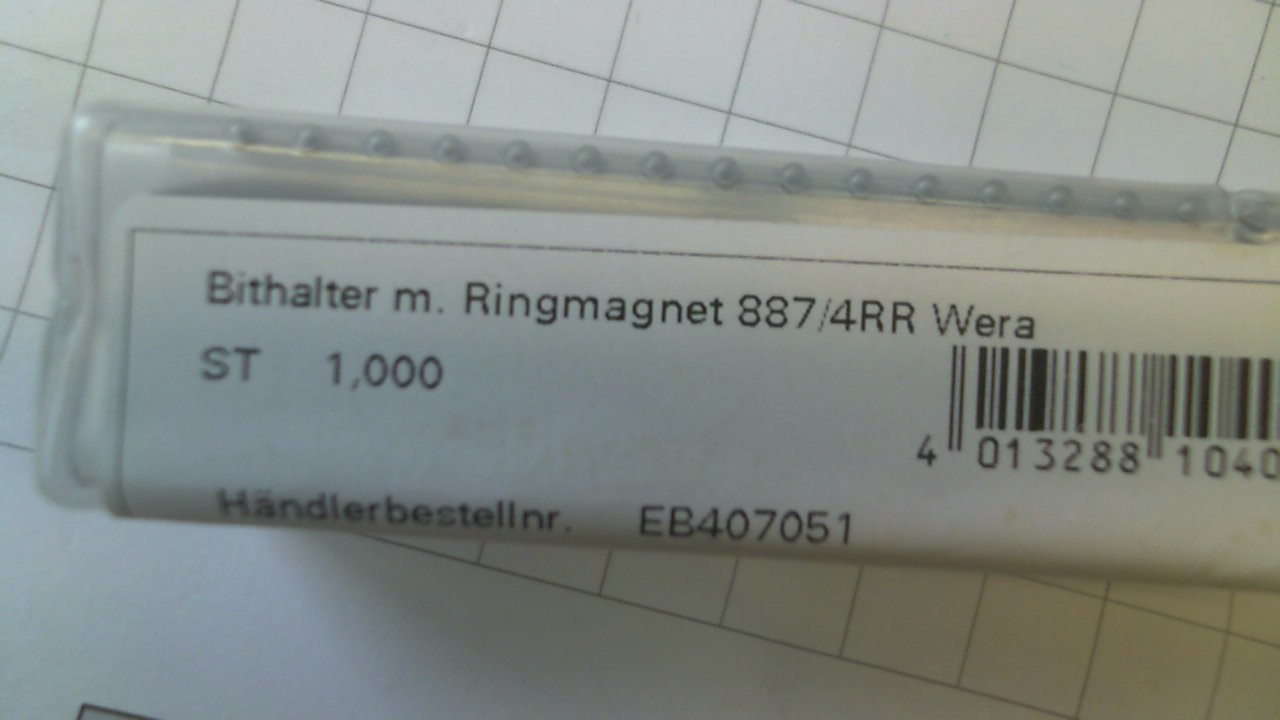 Bithalter m. Ringmagnet 887/4RR Wera
ST 1,000
4 013288 1040
Händlerbestellnr. EB407051